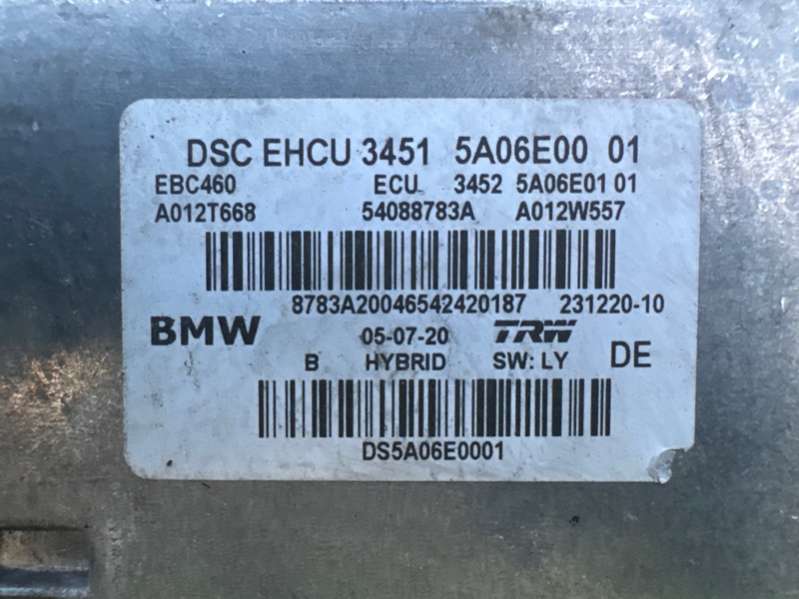 DSC EHCU 3451 5A06E00 01
EBC460 ECU 3452 5A06E01 01
A012T668 54088783A A012W557
8783A20046542420187 231220-10
BMW 05-07-20 TRW
B HYBRID SW: LY DE
DS5A06E0001